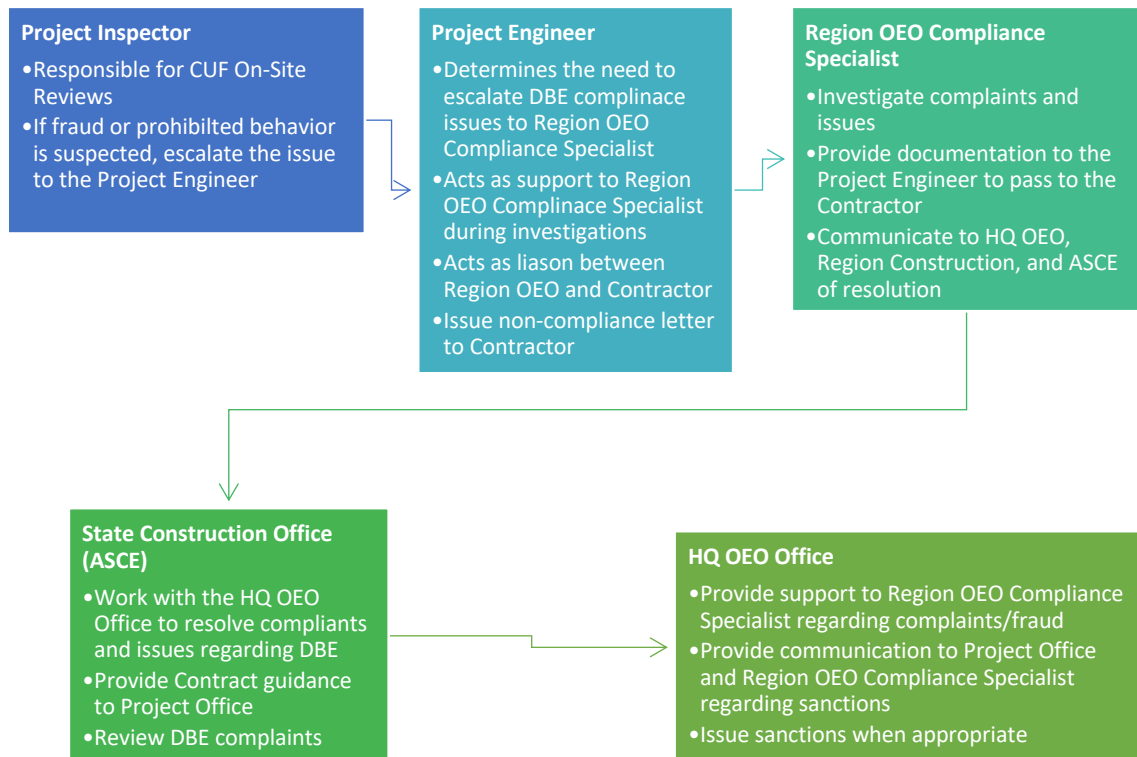 Project Inspector
•Responsible for CUF On-Site
Reviews
•If fraud or prohibilted behavior
is suspected, escalate the issue
to the Project Engineer
Project Engineer
•Determines the need to
escalate DBE complinace
issues to Region OEO
Compliance Specialist
•Acts as support to Region
OEO Complinace Specialist
during investigations
•Acts as liason between
Region OEO and Contractor
•Issue non-compliance letter
to Contractor
Region OEO Compliance
Specialist
•Investigate complaints and
issues
•Provide documentation to the
Project Engineer to pass to the
Contractor
•Communicate to HQ OEO,
Region Construction, and ASCE
of resolution
State Construction Office
(ASCE)
•Work with the HQ OEO
Office to resolve compliants
and issues regarding DBE
•Provide Contract guidance
to Project Office
•Review DBE complaints
HQ OEO Office
•Provide support to Region OEO Compliance
Specialist regarding complaints/fraud
•Provide communication to Project Office
and Region OEO Compliance Specialist
regarding sanctions
•Issue sanctions when appropriate